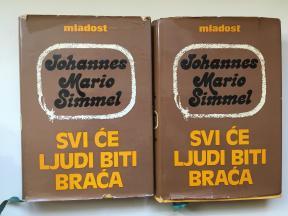 mladost
Johannes
Mario
Simmel
SVI ĆE
LJUDI BITI
BRAĆA
mladost
Johannes
Mario
Simmel
SVI ĆE
LJUDI BITI
BRAĆA